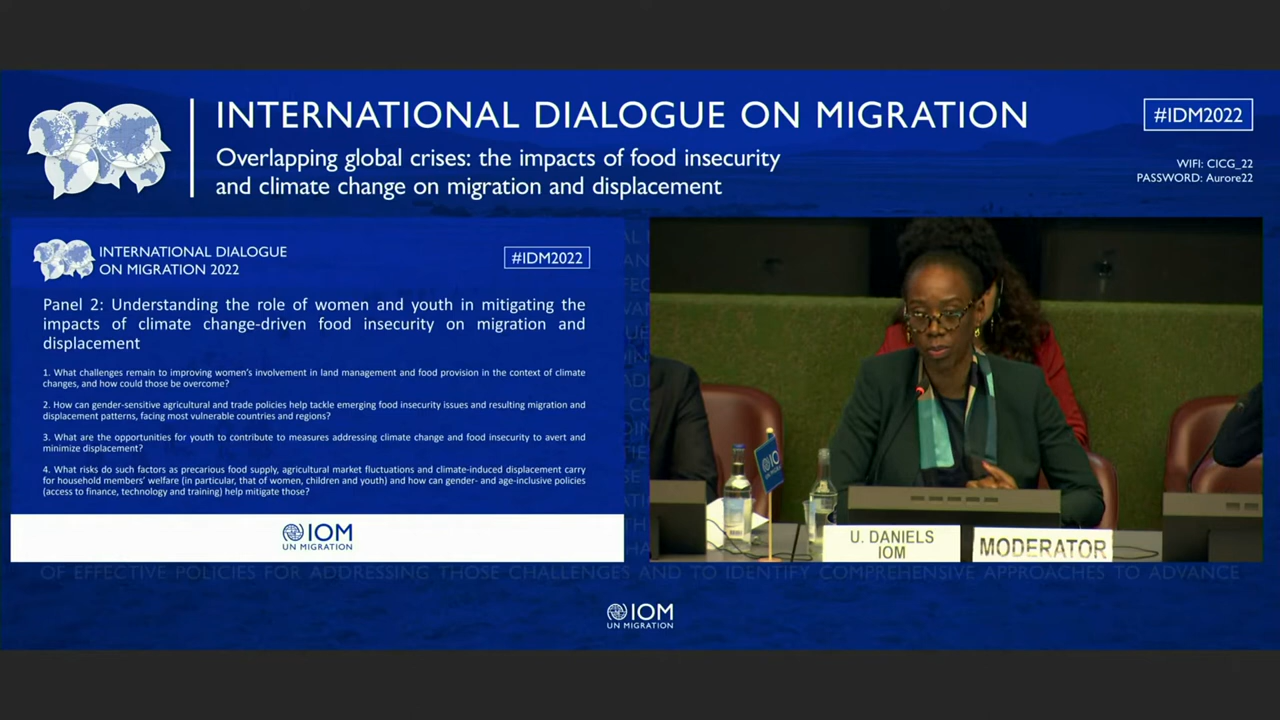 INTERNATIONAL DIALOGUE ON MIGRATION
Overlapping global crises: the impacts of food insecurity
and climate change on migration and displacement
#IDM2022
WIFI: CICG_22
PASSWORD: Aurore22
INTERNATIONAL DIALOGUE
ON MIGRATION 2022
#IDM2022
Panel 2: Understanding the role of women and youth in mitigating the
impacts of climate change-driven food insecurity on migration and
displacement
1. What challenges remain to improving women's involvement in land management and food provision in the context of climate
changes, and how could those be overcome?
2. How can gender-sensitive agricultural and trade policies help tackle emerging food insecurity issues and resulting migration and
displacement patterns, facing most vulnerable countries and regions?
3. What are the opportunities for youth to contribute to measures addressing climate change and food insecurity to avert and
minimize displacement?
4. What risks do such factors as precarious food supply, agricultural market fluctuations and climate-induced displacement carry
for household members' welfare (in particular, that of women, children and youth) and how can gender- and age-inclusive policies
(access to finance, technology and training) help mitigate those?
IOM
UN MIGRATION
U. DANIELS
IOM
MODERATOR
OF EFFECTIVE POLICIES FOR ADDRESSING THOSE CHALLENGES AND TO IDENTIFY COMPREHENSIVE APPROACHES TO ADVANCE
IOM
UN MIGRATION